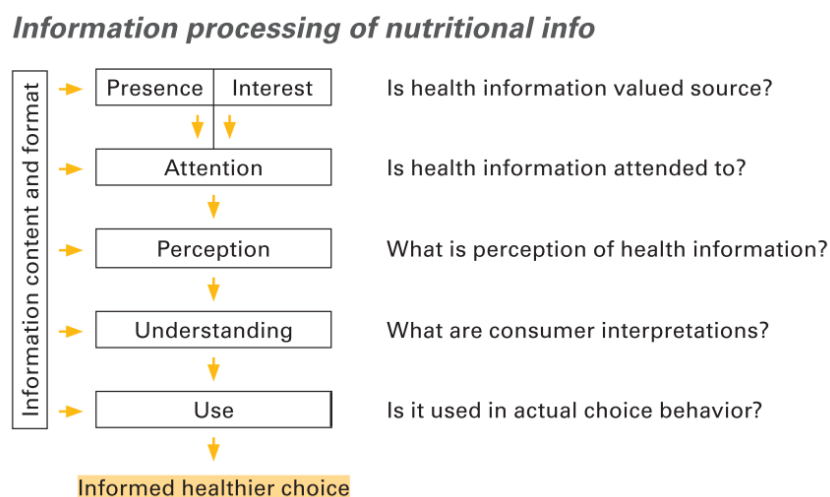 Information processing of nutritional info
Information content and format
Presence Interest Is health information valued source?
Attention Is health information attended to?
Perception What is perception of health information?
Understanding What are consumer interpretations?
Use Is it used in actual choice behavior?
Informed healthier choice